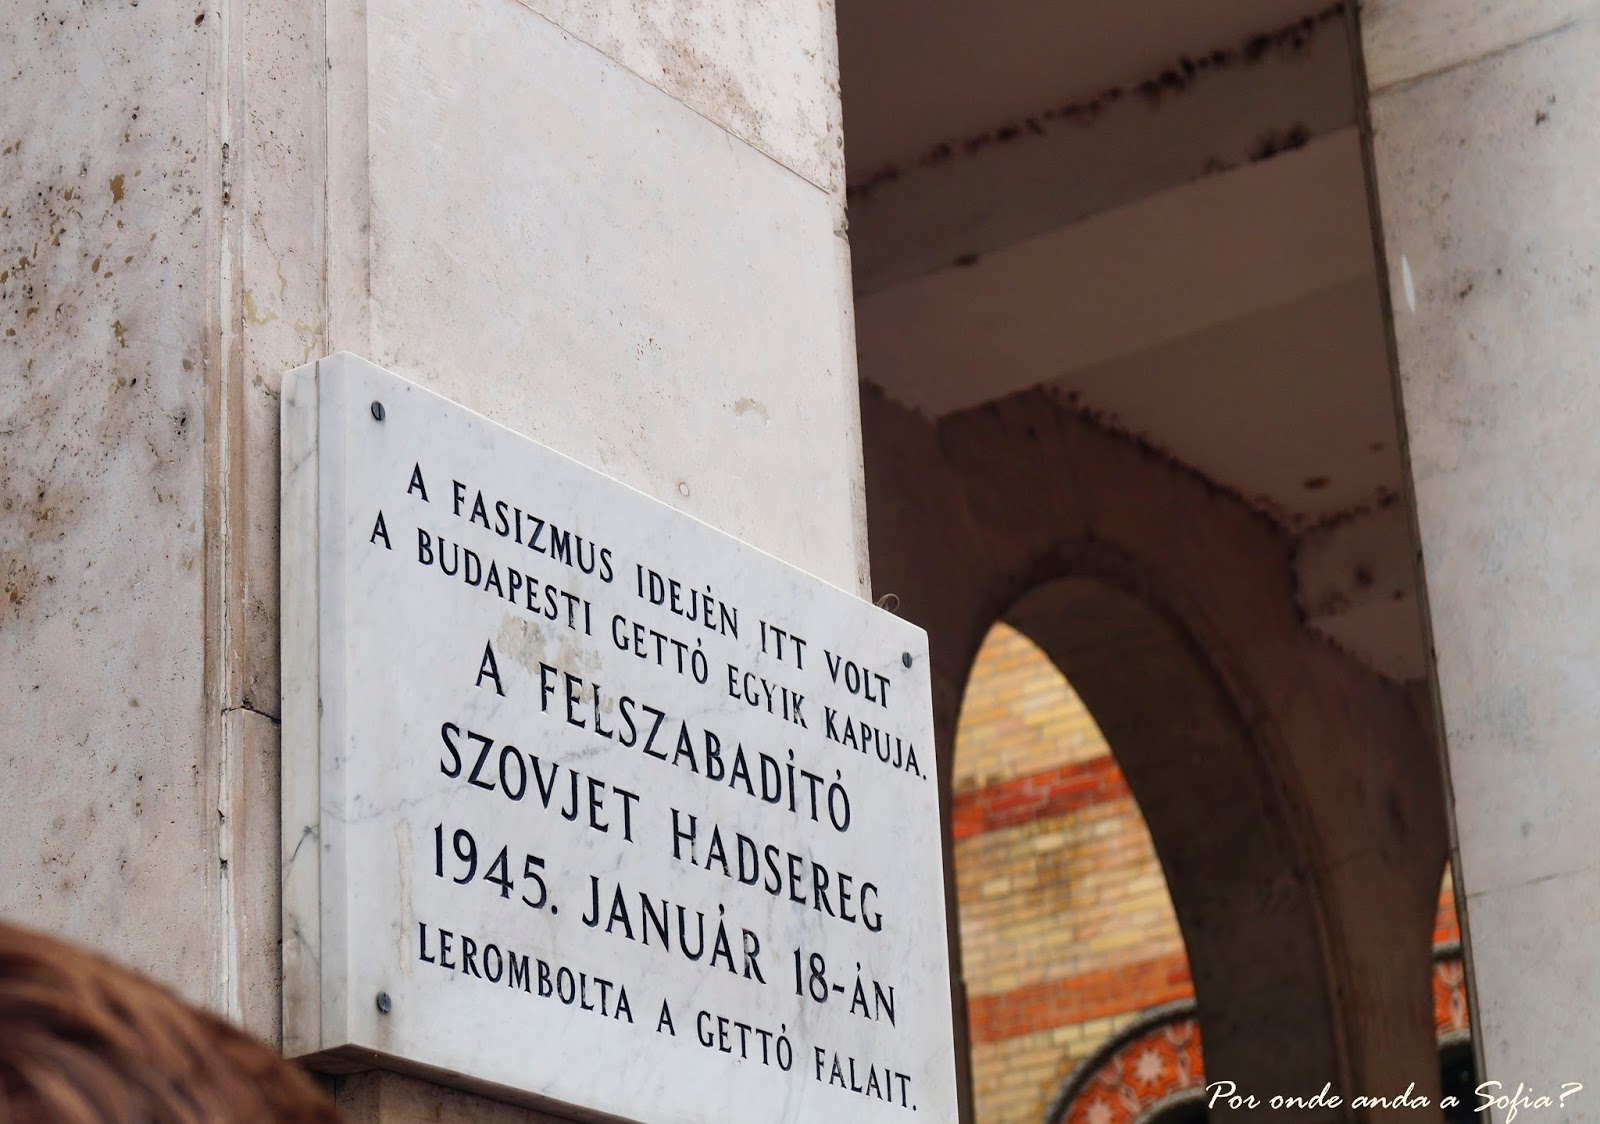 A FASIZMUS IDEJÉN ITT VOLT
A BUDAPESTI GETTÓ EGYIK KAPUJA.
A FELSZABADÍTÓ
SZOVJET HADSEREG
1945. JANUÁR 18-ÁN
LEROMBOLTA A GETTÓ FALAIT.
Por onde anda a Sofia?